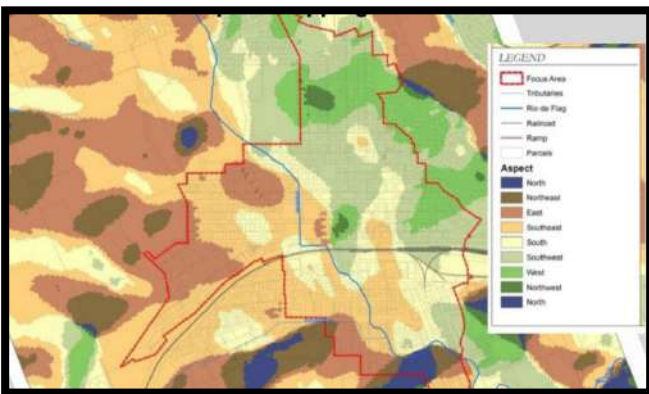 LEGEND
Focus Area
Tributaries
Rio de Flag
Railroad
Ramp
Parcels
Aspect
North
Northeast
East
Southeast
South
Southwest
West
Northwest
North